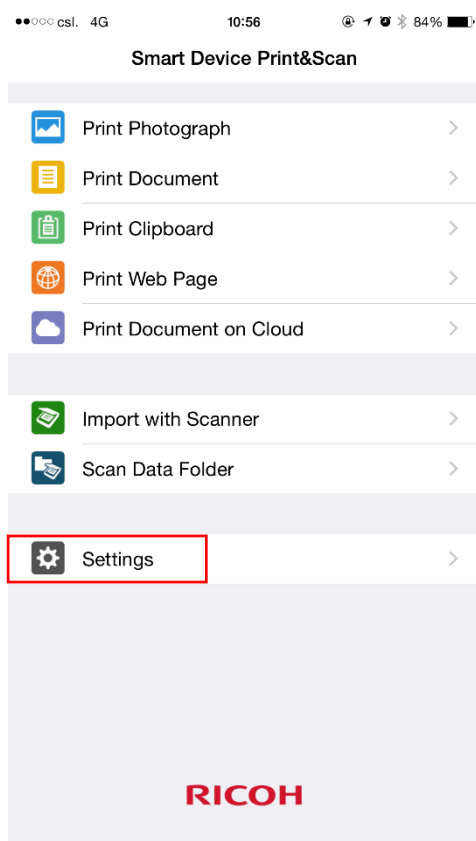 csl. 4G 10:56 84%
Smart Device Print&Scan
Print Photograph
Print Document
Print Clipboard
Print Web Page
Print Document on Cloud
Import with Scanner
Scan Data Folder
Settings
RICOH